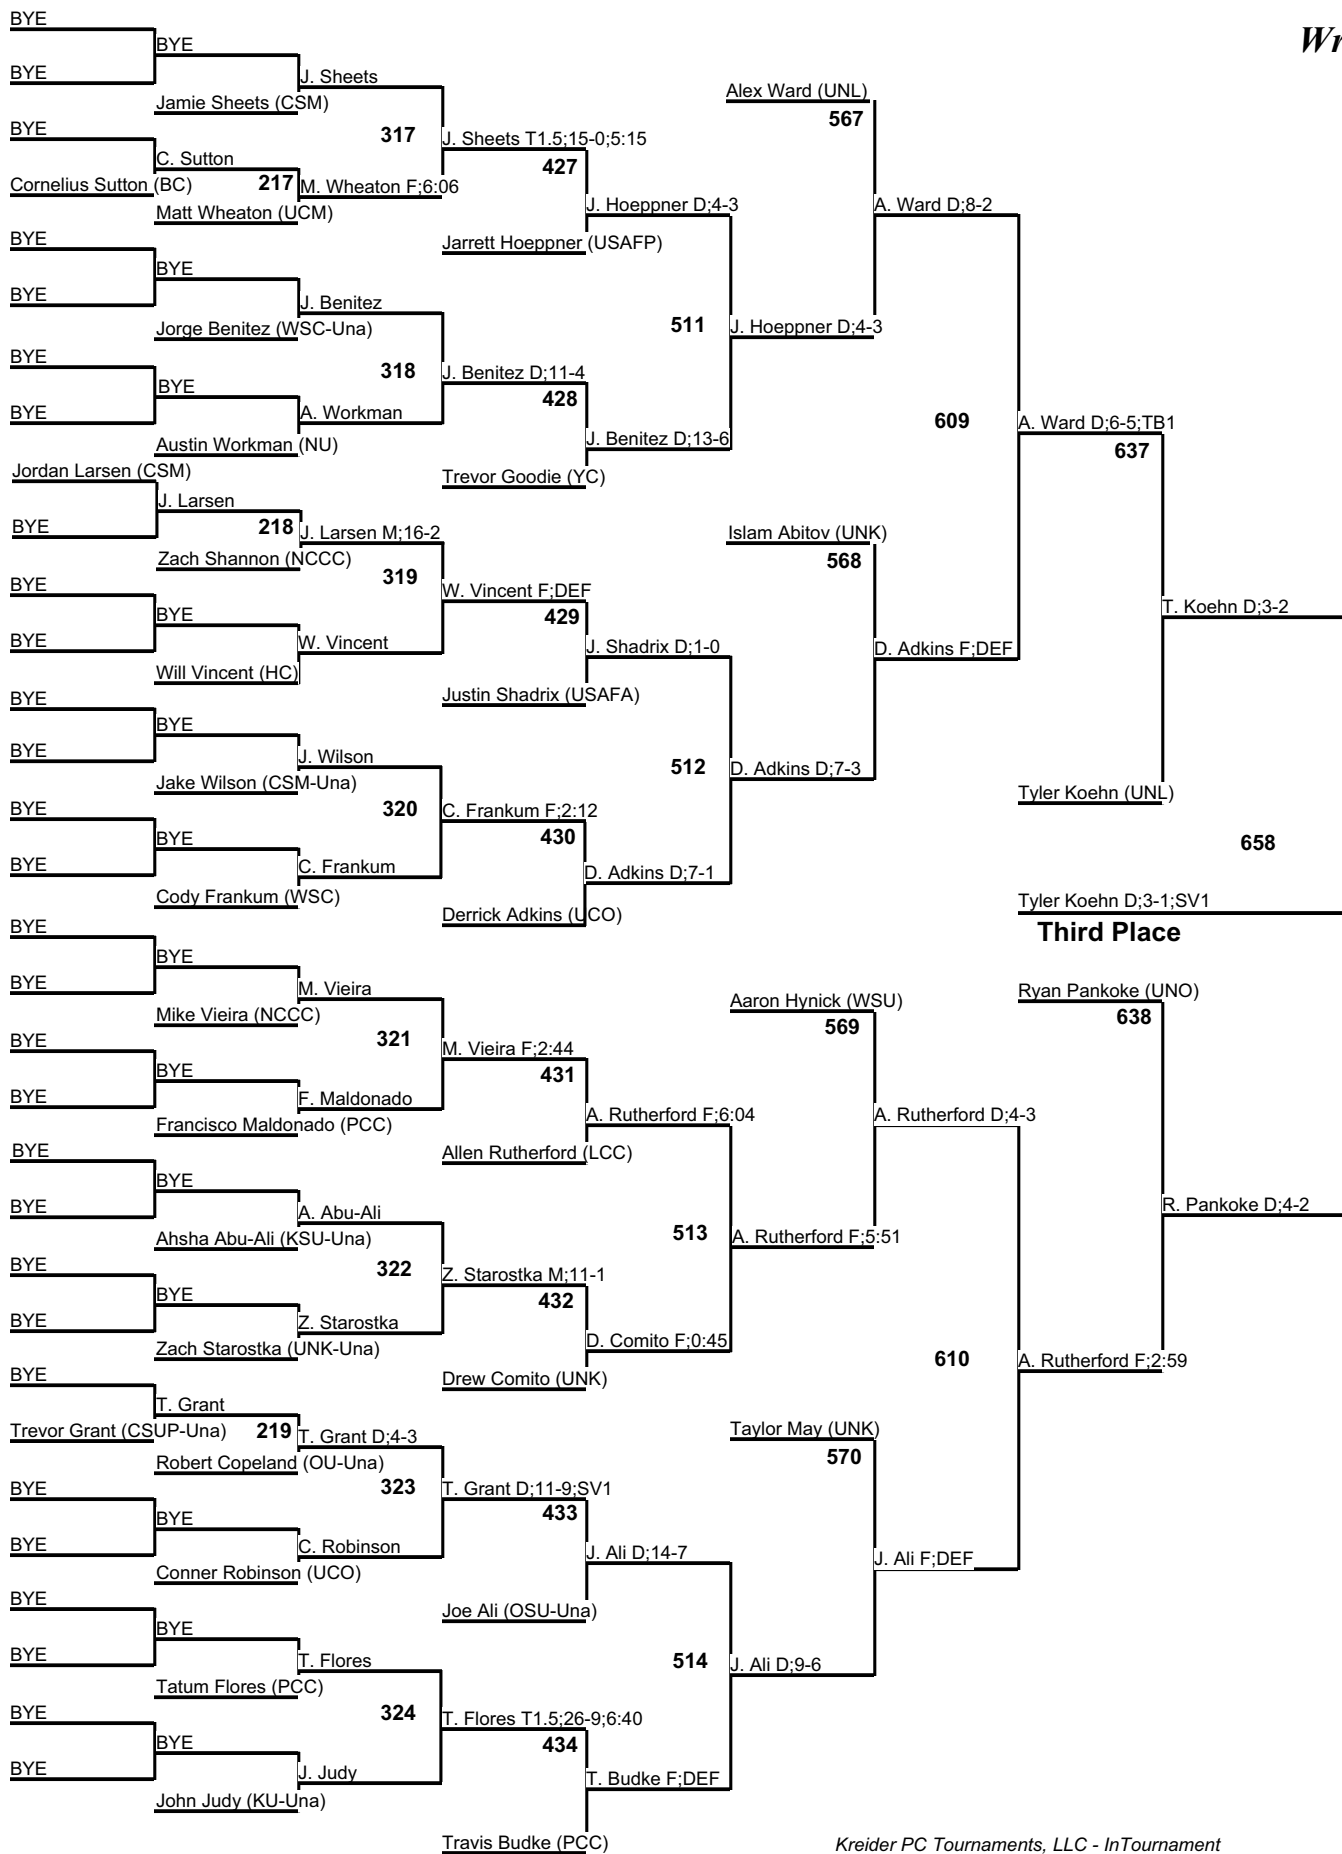 BYE
Wr
BYE
BYE
J. Sheets
Alex Ward (UNL)
Jamie Sheets (CSM)
567
BYE
317
J. Sheets T1.5;15-0;5:15
C. Sutton
427
Cornelius Sutton (BC)
217
M. Wheaton F;6:06
Matt Wheaton (UCM)
J. Hoeppner D;4-3
A. Ward D;8-2
BYE
Jarrett Hoeppner (USAFP)
BYE
BYE
J. Benitez
Jorge Benitez (WSC-Una)
511
J. Hoeppner D;4-3
BYE
318
J. Benitez D;11-4
BYE
428
BYE
A. Workman
609
A. Ward D;6-5;TB1
Austin Workman (NU)
J. Benitez D;13-6
637
Jordan Larsen (CSM)
Trevor Goodie (YC)
J. Larsen
BYE
218
J. Larsen M;16-2
Islam Abitov (UNK)
Zach Shannon (NCCC)
568
BYE
319
W. Vincent F;DEF
BYE
429
T. Koehn D;3-2
BYE
W. Vincent
J. Shadrix D;1-0
D. Adkins F;DEF
Will Vincent (HC)
Justin Shadrix (USAFA)
BYE
BYE
BYE
J. Wilson
512
D. Adkins D;7-3
Jake Wilson (CSM-Una)
Tyler Koehn (UNL)
BYE
320
C. Frankum F;2:12
BYE
430
658
BYE
C. Frankum
D. Adkins D;7-1
Cody Frankum (WSC)
Derrick Adkins (UCO)
Tyler Koehn D;3-1;SV1
BYE
Third Place
BYE
BYE
M. Vieira
Aaron Hynick (WSU)
Ryan Pankoke (UNO)
Mike Vieira (NCCC)
569
638
BYE
321
M. Vieira F;2:44
BYE
431
BYE
F. Maldonado
A. Rutherford F;6:04
A. Rutherford D;4-3
Francisco Maldonado (PCC)
Allen Rutherford (LCC)
BYE
BYE
BYE
A. Abu-Ali
R. Pankoke D;4-2
Ahsha Abu-Ali (KSU-Una)
513
A. Rutherford F;5:51
BYE
322
Z. Starostka M;11-1
BYE
432
BYE
Z. Starostka
D. Comito F;0:45
Zach Starostka (UNK-Una)
610
A. Rutherford F;2:59
BYE
Drew Comito (UNK)
T. Grant
Trevor Grant (CSUP-Una)
219
T. Grant D;4-3
Taylor May (UNK)
Robert Copeland (OU-Una)
570
BYE
323
T. Grant D;11-9;SV1
BYE
433
BYE
C. Robinson
J. Ali D;14-7
J. Ali F;DEF
Conner Robinson (UCO)
BYE
Joe Ali (OSU-Una)
BYE
BYE
T. Flores
514
J. Ali D;9-6
Tatum Flores (PCC)
BYE
324
T. Flores T1.5;26-9;6:40
BYE
434
BYE
J. Judy
T. Budke F;DEF
John Judy (KU-Una)
Travis Budke (PCC)
Kreider PC Tournaments, LLC - InTournament